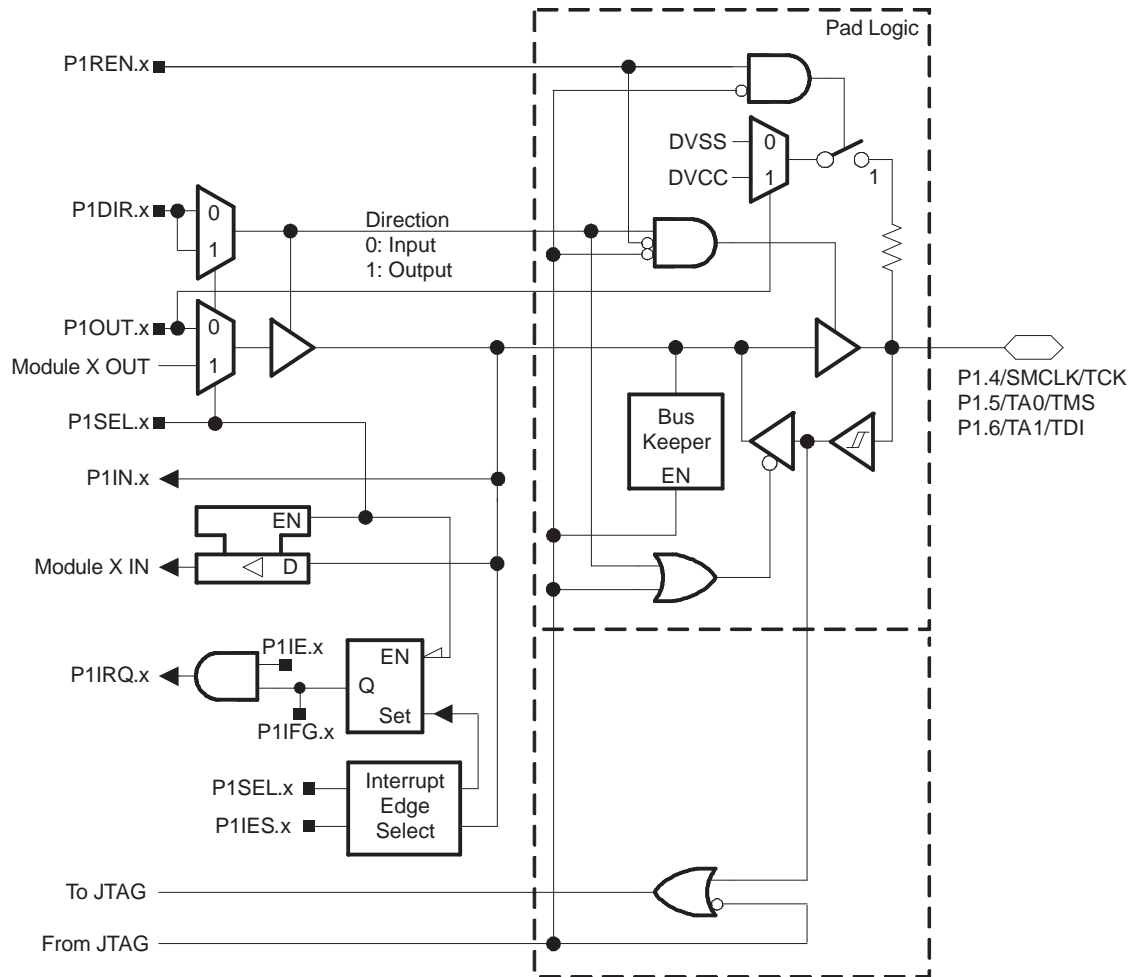 Pad Logic
P1REN.x
DVSS
0
DVCC
1
1
P1DIR.x
0
1
Direction
0: Input
1: Output
P1OUT.x
0
Module X OUT
1
P1SEL.x
P1.4/SMCLK/TCK
P1.5/TA0/TMS
P1.6/TA1/TDI
Bus
Keeper
EN
P1IN.x
EN
Module X IN
D
P1IE.x
P1IRQ.x
EN
Q
Set
P1IFG.x
P1SEL.x
P1IES.x
Interrupt
Edge
Select
To JTAG
From JTAG